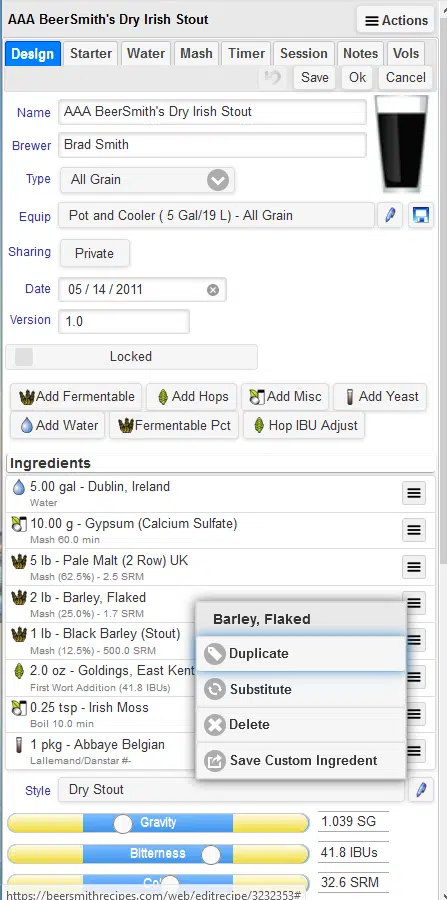 AAA BeerSmith's Dry Irish Stout
Actions
Design Starter Water Mash Timer Session Notes Vols
Save Ok Cancel
Name AAA BeerSmith's Dry Irish Stout
Brewer Brad Smith
Type All Grain
Equip Pot and Cooler ( 5 Gal/19 L) - All Grain
Sharing Private
Date 05 / 14 / 2011
Version 1.0
Locked
Add Fermentable Add Hops Add Misc Add Yeast
Add Water Fermentable Pct Hop IBU Adjust
Ingredients
5.00 gal - Dublin, Ireland
Water
10.00 g - Gypsum (Calcium Sulfate)
Mash 60.0 min
5 lb - Pale Malt (2 Row) UK
Mash (62.5%) - 2.5 SRM
2 lb - Barley, Flaked
Mash (25.0%) - 1.7 SRM
1 lb - Black Barley (Stout)
Mash (12.5%) - 500.0 SRM
2.0 oz - Goldings, East Kent
First Wort Addition (41.8 IBUs)
0.25 tsp - Irish Moss
Boil 10.0 min
1 pkg - Abbaye Belgian
Lallemand/Danstar #-
Barley, Flaked
Duplicate
Substitute
Delete
Save Custom Ingredent
Style Dry Stout
Gravity 1.039 SG
Bitterness 41.8 IBUs
32.6 SRM
https://beersmithrecipes.com/web/editrecipe/3232353#